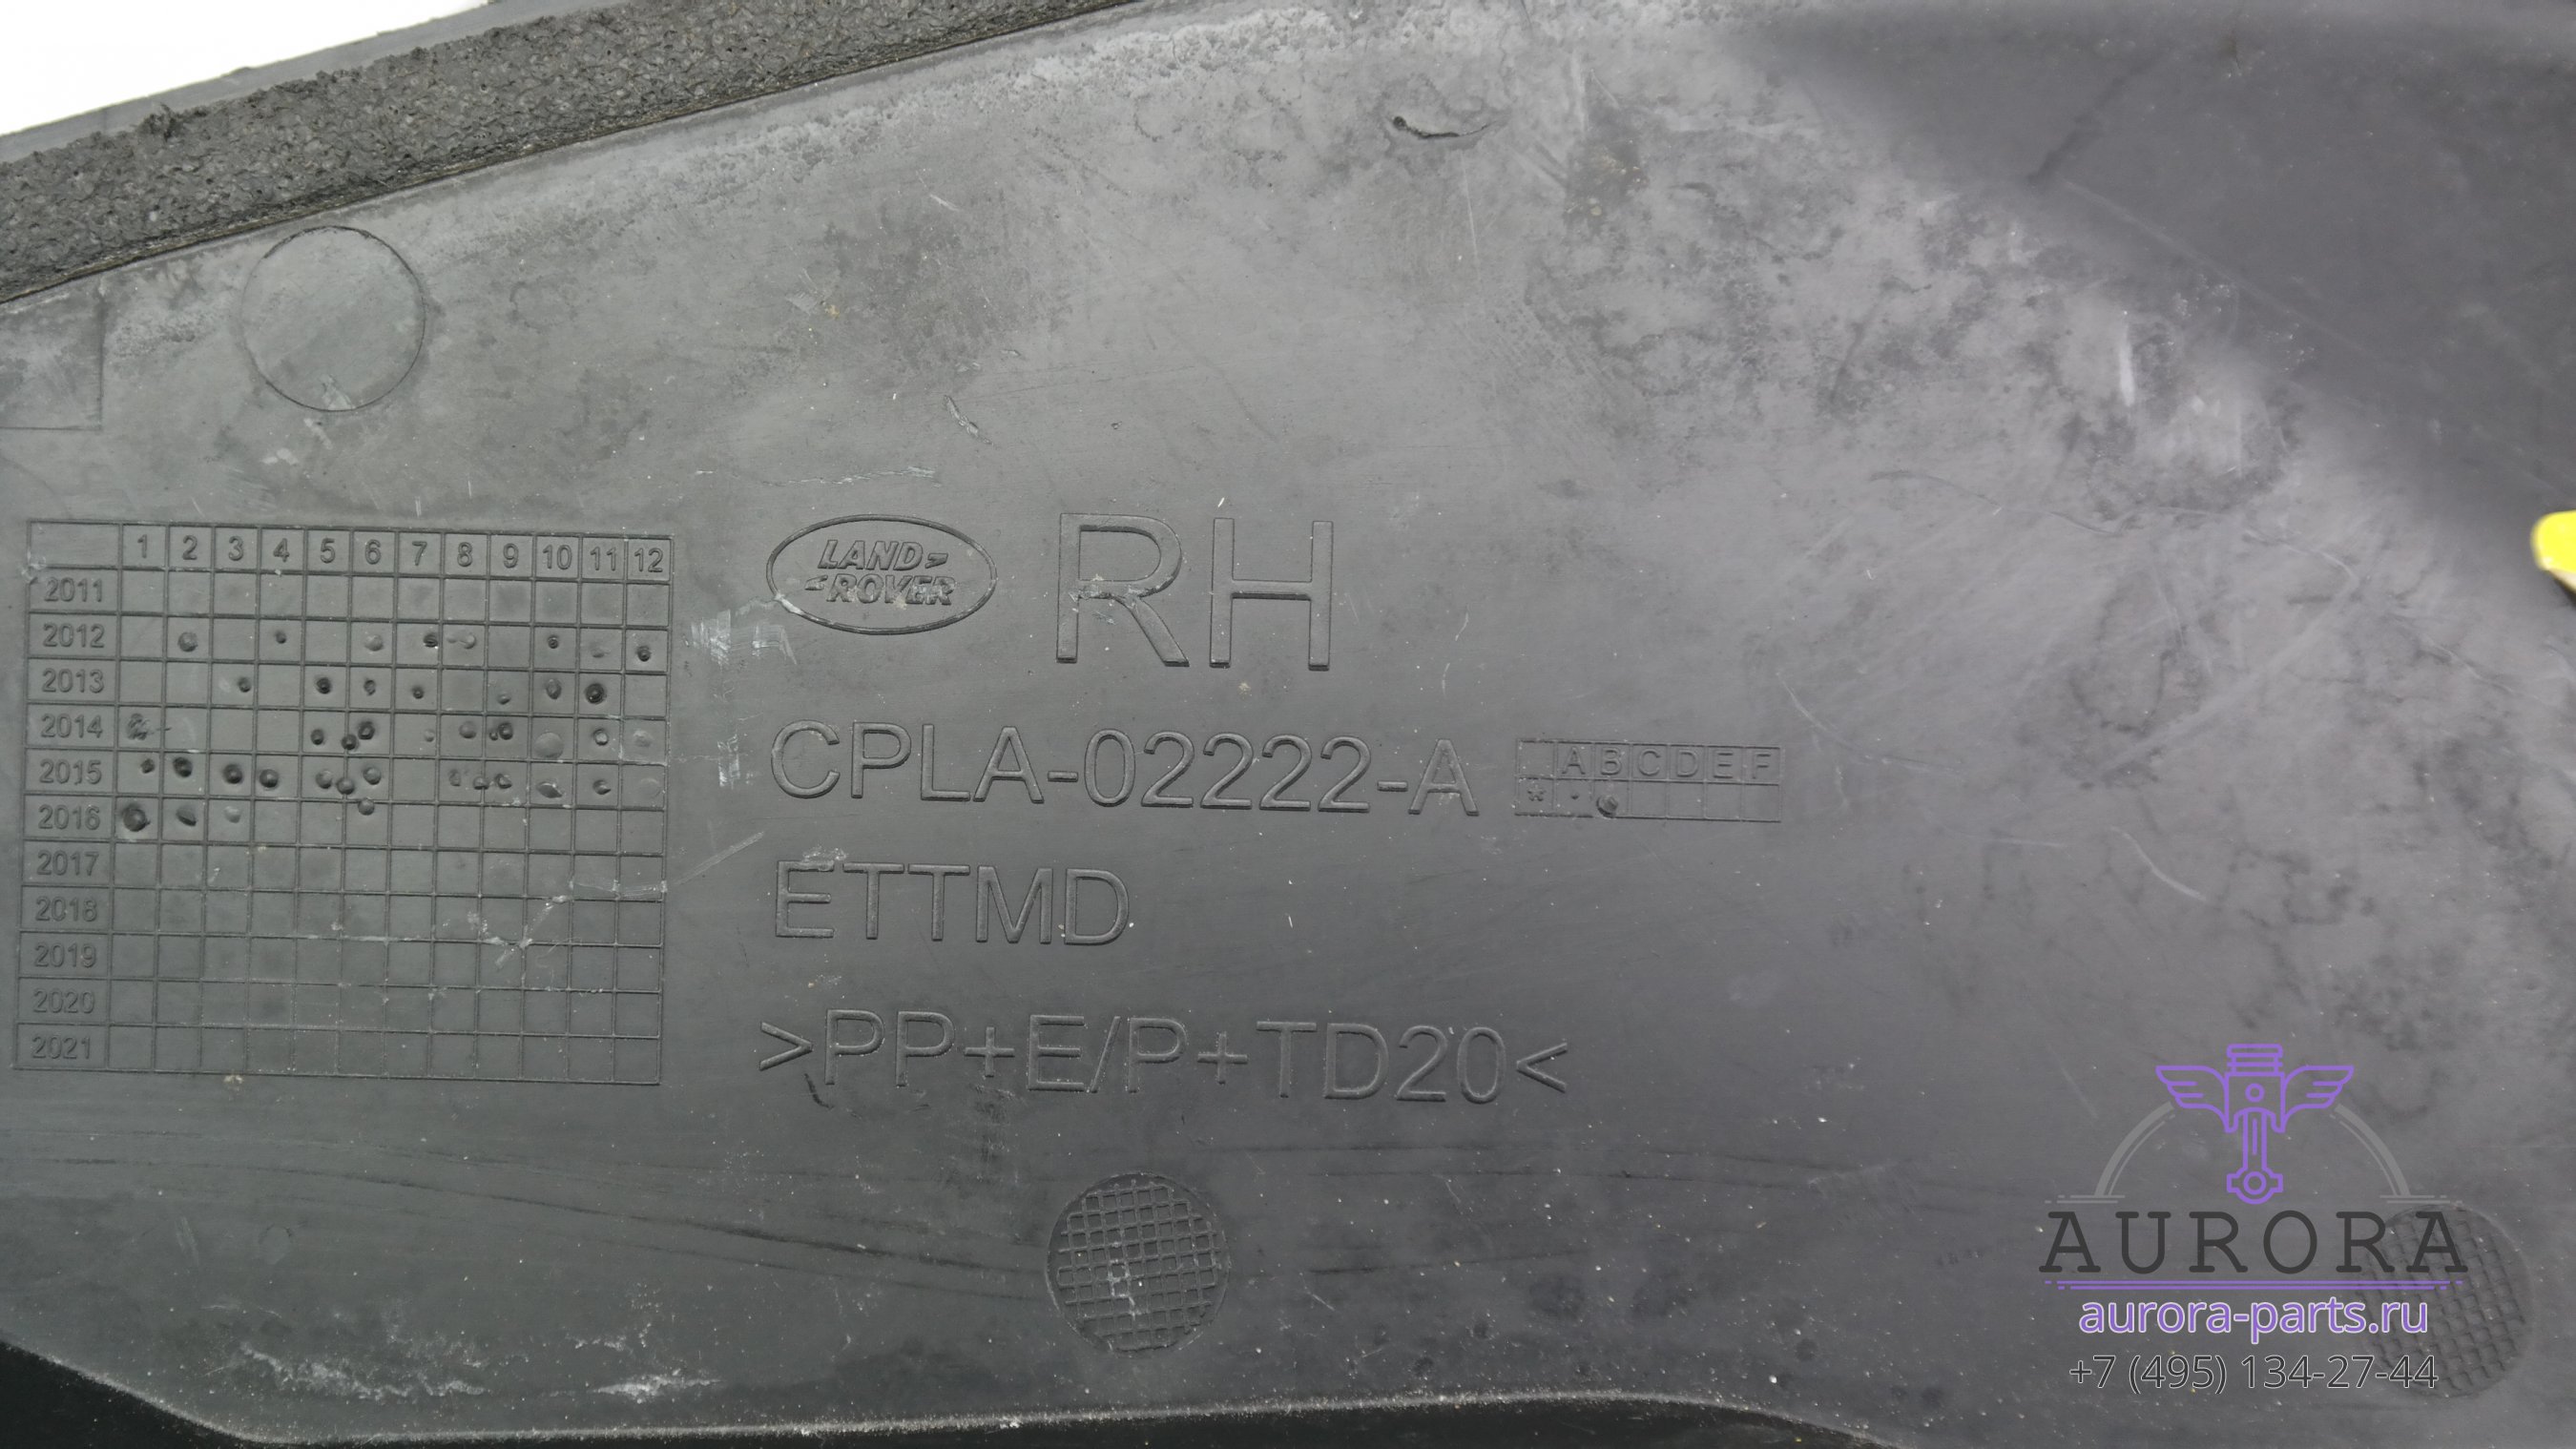 1 2 3 4 5 6 7 8 9 10 11 12
2011
2012
2013
2014
2015
2016
2017
2018
2019
2020
2021
LAND
ROVER
RH
CPLA-02222-A
A B C D E F
ETTMD
>PP+E/P+TD20<
AURORA
aurora-parts.ru
+7 (495) 134-27-44